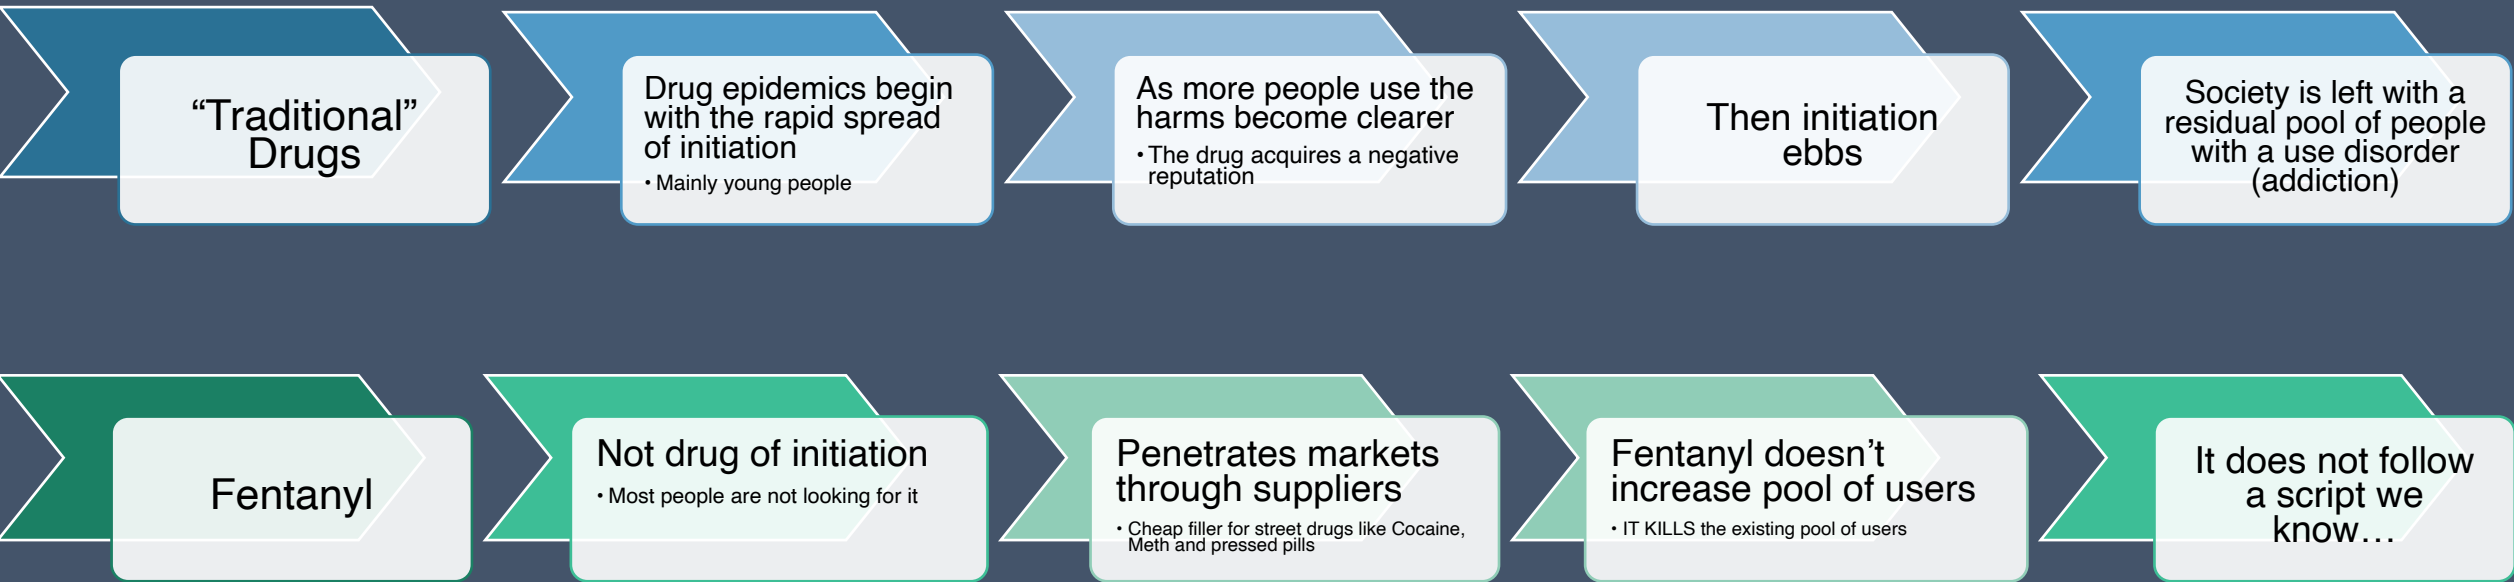 “Traditional”
Drugs
Drug epidemics begin
with the rapid spread
of initiation
• Mainly young people
As more people use the
harms become clearer
• The drug acquires a negative
reputation
Then initiation
ebbs
Society is left with a
residual pool of people
with a use disorder
(addiction)
Fentanyl
Not drug of initiation
• Most people are not looking for it
Penetrates markets
through suppliers
• Cheap filler for street drugs like Cocaine,
Meth and pressed pills
Fentanyl doesn’t
increase pool of users
• IT KILLS the existing pool of users
It does not follow
a script we
know…